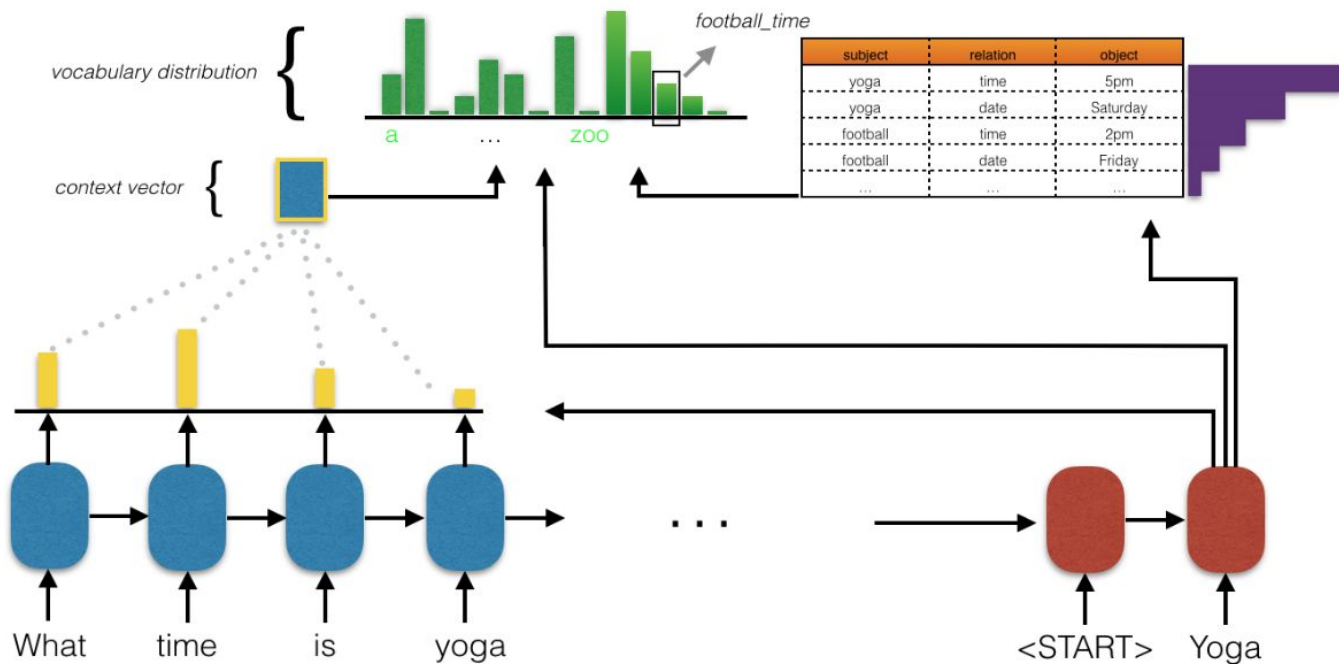 football_time
vocabulary distribution
a ... zoo
context vector
subject relation object
yoga time 5pm
yoga date Saturday
football time 2pm
football date Friday
... ... ...
...
What time is yoga <START> Yoga